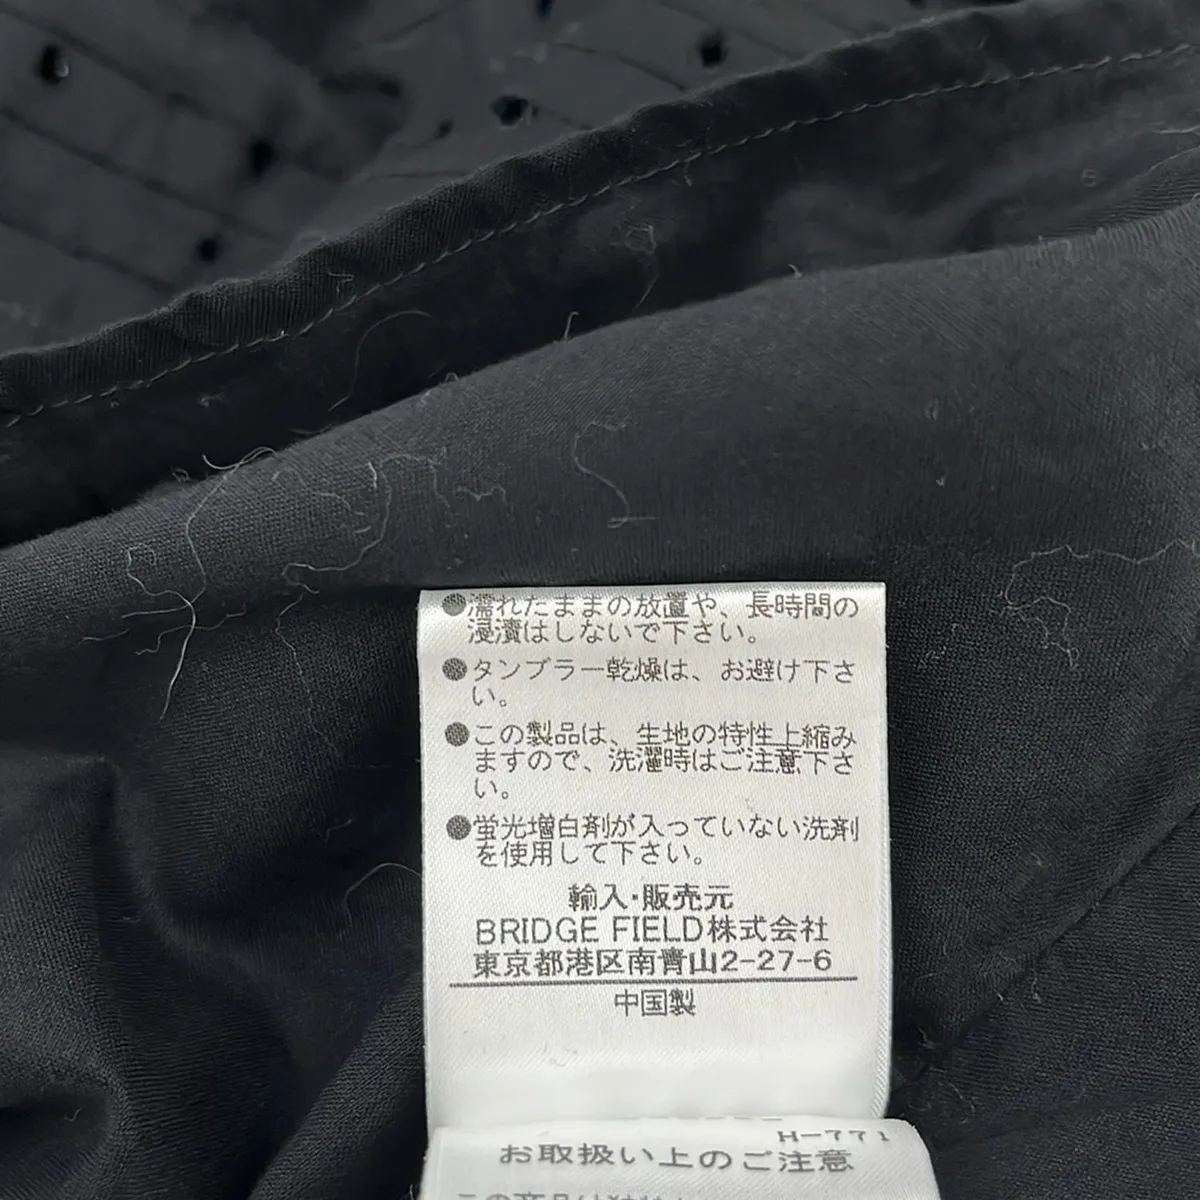 ●濡れたままの放置や、長時間の
浸漬はしないで下さい。
●タンブラー乾燥は、お避け下さ
い。
●この製品は、生地の特性上縮み
ますので、洗濯時はご注意下さ
い。
●蛍光増白剤が入っていない洗剤
を使用して下さい。
輸入・販売元
BRIDGE FIELD株式会社
東京都港区南青山2-27-6
中国製
H-771
お取扱い上のご注意